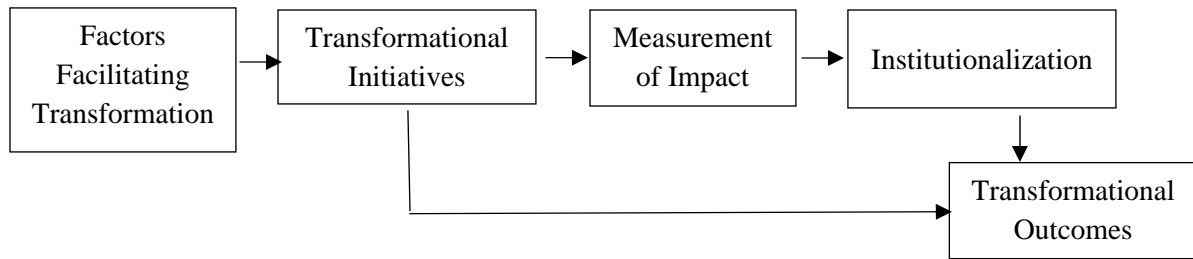 Factors
Facilitating
Transformation
Transformational
Initiatives
Measurement
of Impact
Institutionalization
Transformational
Outcomes